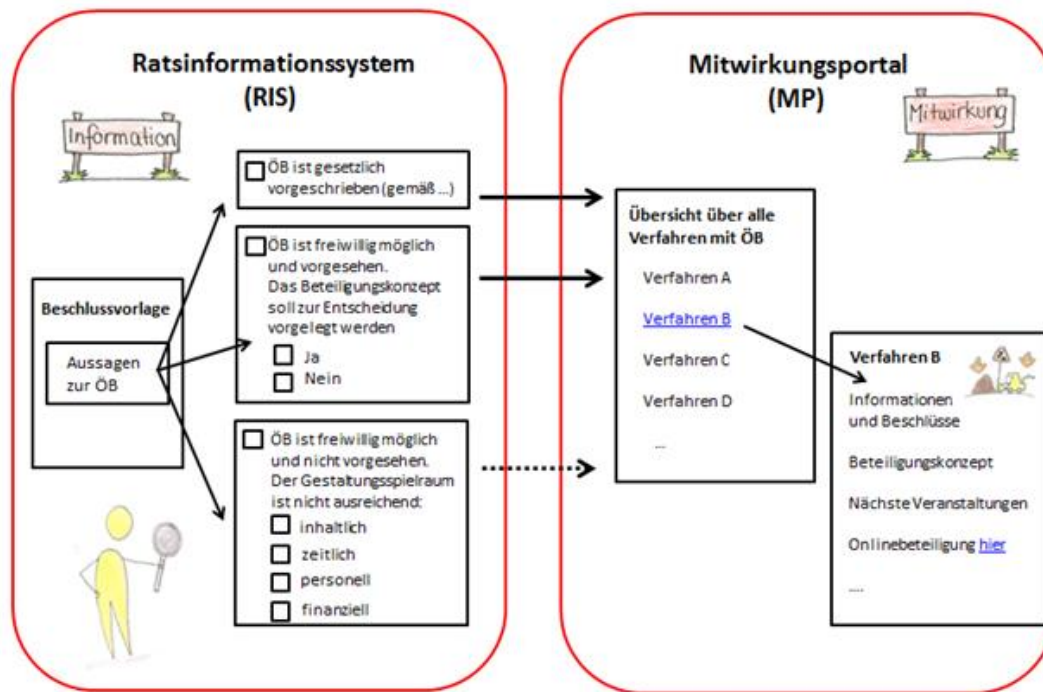 Ratsinformationssystem
(RIS)
Information
ÖB ist gesetzlich
vorgeschrieben (gemäß ...)
ÖB ist freiwillig möglich
und vorgesehen.
Das Beteiligungskonzept
soll zur Entscheidung
vorgelegt werden
Ja
Nein
Beschlussvorlage
Aussagen
zur ÖB
ÖB ist freiwillig möglich
und nicht vorgesehen.
Der Gestaltungsspielraum
ist nicht ausreichend:
inhaltlich
zeitlich
personell
finanziell
Mitwirkungsportal
(MP)
Mitwirkung
Übersicht über alle
Verfahren mit ÖB
Verfahren A
Verfahren B
Verfahren C
Verfahren D
...
Verfahren B
Informationen
und Beschlüsse
Beteiligungskonzept
Nächste Veranstaltungen
Onlinebeteiligung hier
....